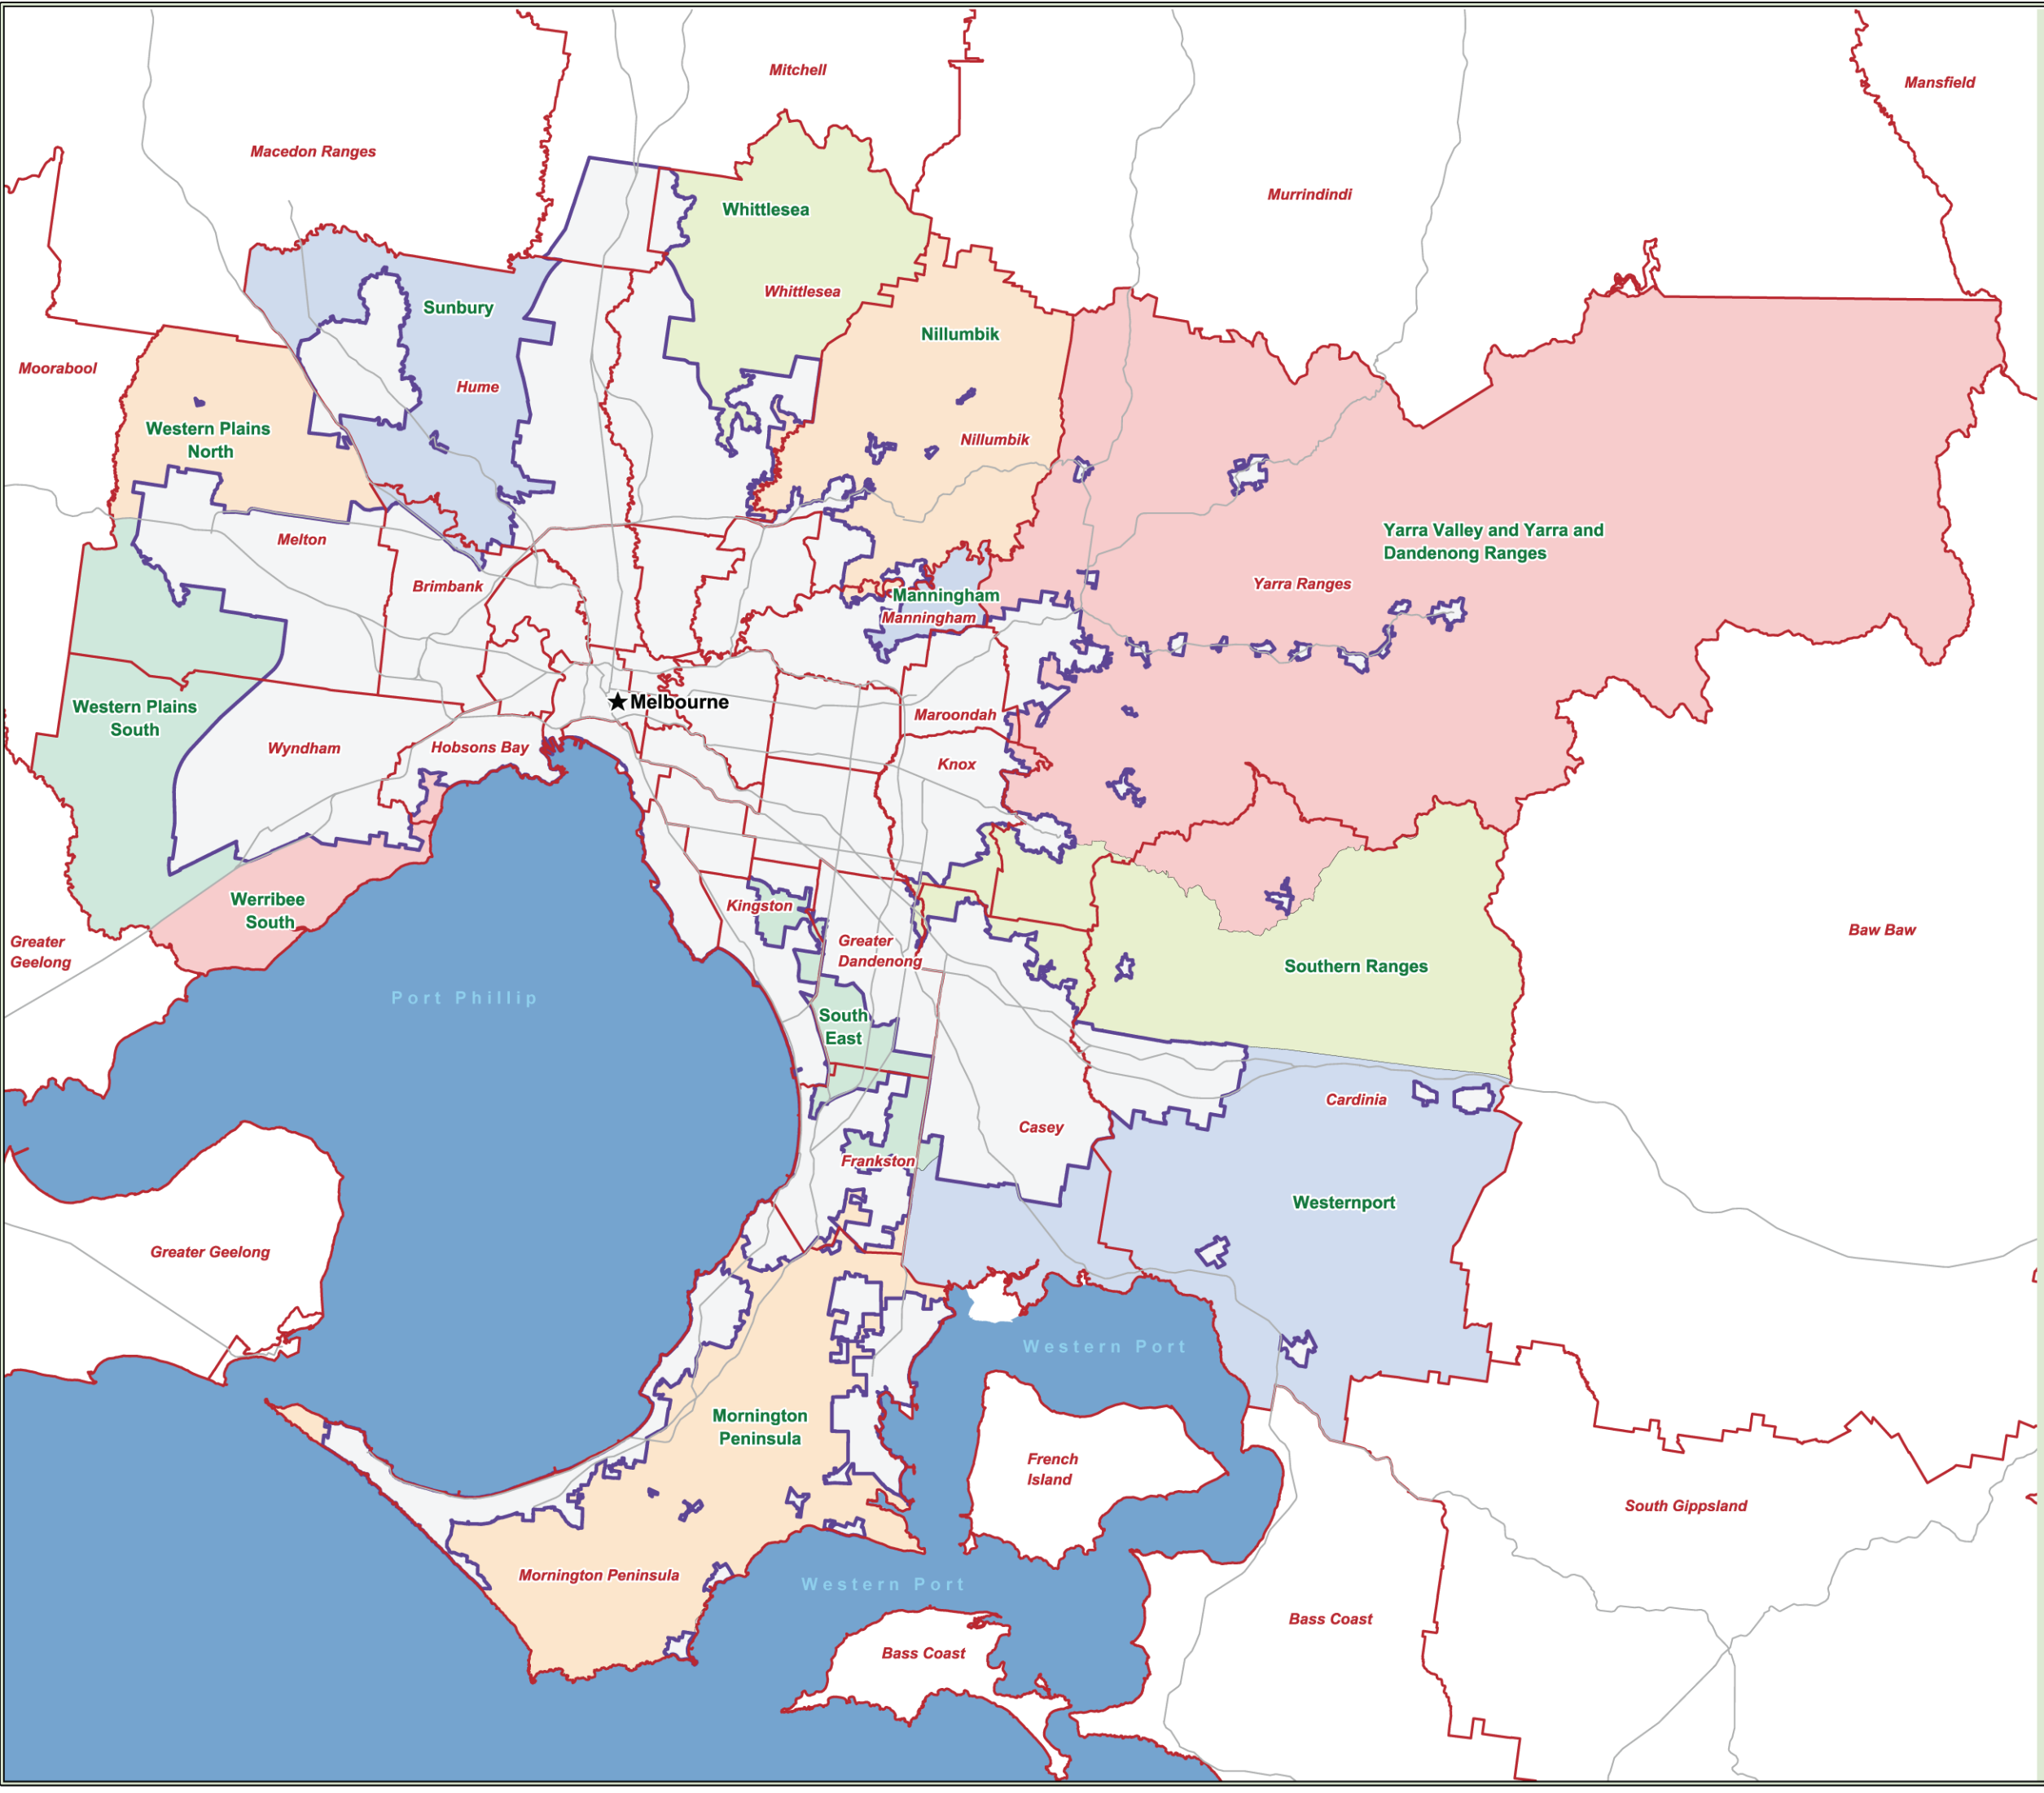 Mitchell
Mansfield
Macedon Ranges
Murrindindi
Whittlesea
Whittlesea
Sunbury
Nillumbik
Moorabool
Hume
Western Plains
North
Nillumbik
Yarra Valley and Yarra and
Dandenong Ranges
Melton
Brimbank
Yarra Ranges
Manningham
Manningham
Melbourne
Western Plains
South
Maroondah
Wyndham
Hobsons Bay
Knox
Werribee
South
Kingston
Greater
Dandenong
Baw Baw
Greater
Geelong
Southern Ranges
Port Phillip
South
East
Cardinia
Casey
Frankston
Westernport
Greater Geelong
Western Port
Mornington
Peninsula
French
Island
South Gippsland
Mornington Peninsula
Western Port
Bass Coast
Bass Coast